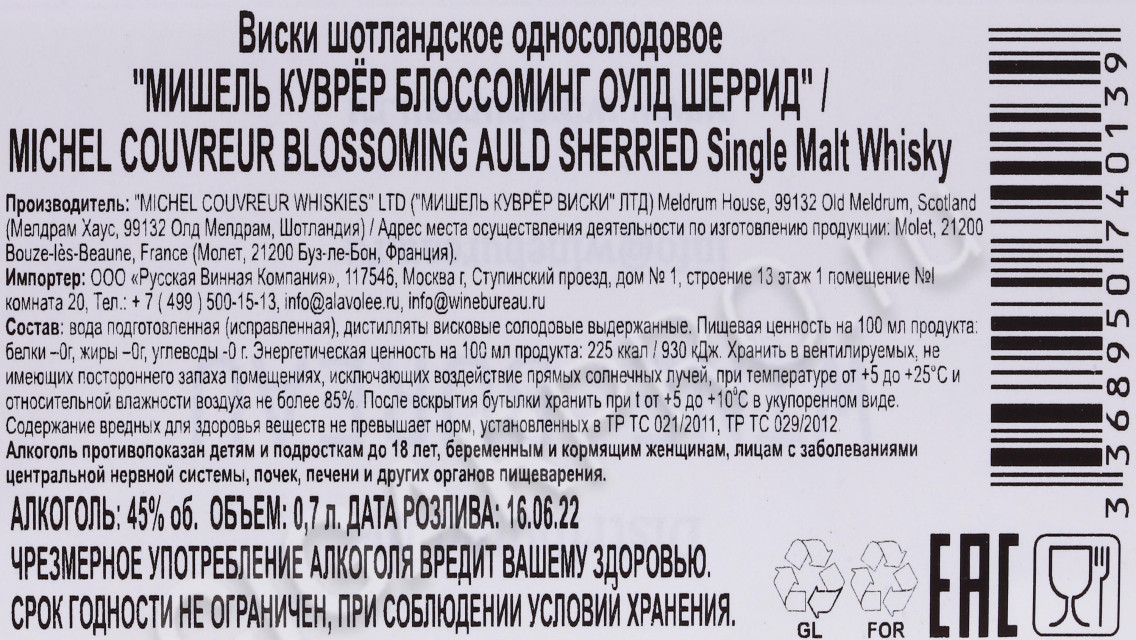 Виски шотландское односолодовое
"МИШЕЛЬ КУВРЁР БЛОССОМИНГ ОУЛД ШЕРРИД" /
MICHEL COUVREUR BLOSSOMING AULD SHERRIED Single Malt Whisky
Производитель: "MICHEL COUVREUR WHISKIES" LTD ("МИШЕЛЬ КУВРЁР ВИСКИ" ЛТД) Meldrum House, 99132 Old Meldrum, Scotland
(Мелдрам Хаус, 99132 Олд Мелдрам, Шотландия) / Адрес места осуществления деятельности по изготовлению продукции: Molet, 21200
Bouze-lès-Beaune, France (Молет, 21200 Буз-ле-Бон, Франция).
Импортер: ООО «Русская Винная Компания», 117546, Москва г, Ступинский проезд, дом № 1, строение 13 этаж 1 помещение №I
комната 20, Тел.: + 7 ( 499 ) 500-15-13, info@alavolee.ru, info@winebureau.ru
Состав: вода подготовленная (исправленная), дистилляты висковые солодовые выдержанные. Пищевая ценность на 100 мл продукта:
белки –0г, жиры –0г, углеводы -0 г. Энергетическая ценность на 100 мл продукта: 225 ккал / 930 кДж. Хранить в вентилируемых, не
имеющих постороннего запаха помещениях, исключающих воздействие прямых солнечных лучей, при температуре от +5 до +25°С и
относительной влажности воздуха не более 85%. После вскрытия бутылки хранить при t от +5 до +10°С в укупоренном виде.
Содержание вредных для здоровья веществ не превышает норм, установленных в ТР ТС 021/2011, ТР ТС 029/2012
Алкоголь противопоказан детям и подросткам до 18 лет, беременным и кормящим женщинам, лицам с заболеваниями
центральной нервной системы, почек, печени и других органов пищеварения.
АЛКОГОЛЬ: 45% об. ОБЪЕМ: 0,7 л. ДАТА РОЗЛИВА: 16.06.22
ЧРЕЗМЕРНОЕ УПОТРЕБЛЕНИЕ АЛКОГОЛЯ ВРЕДИТ ВАШЕМУ ЗДОРОВЬЮ.
СРОК ГОДНОСТИ НЕ ОГРАНИЧЕН, ПРИ СОБЛЮДЕНИИ УСЛОВИЙ ХРАНЕНИЯ.
3 368950 740139
GL
FOR
EAC